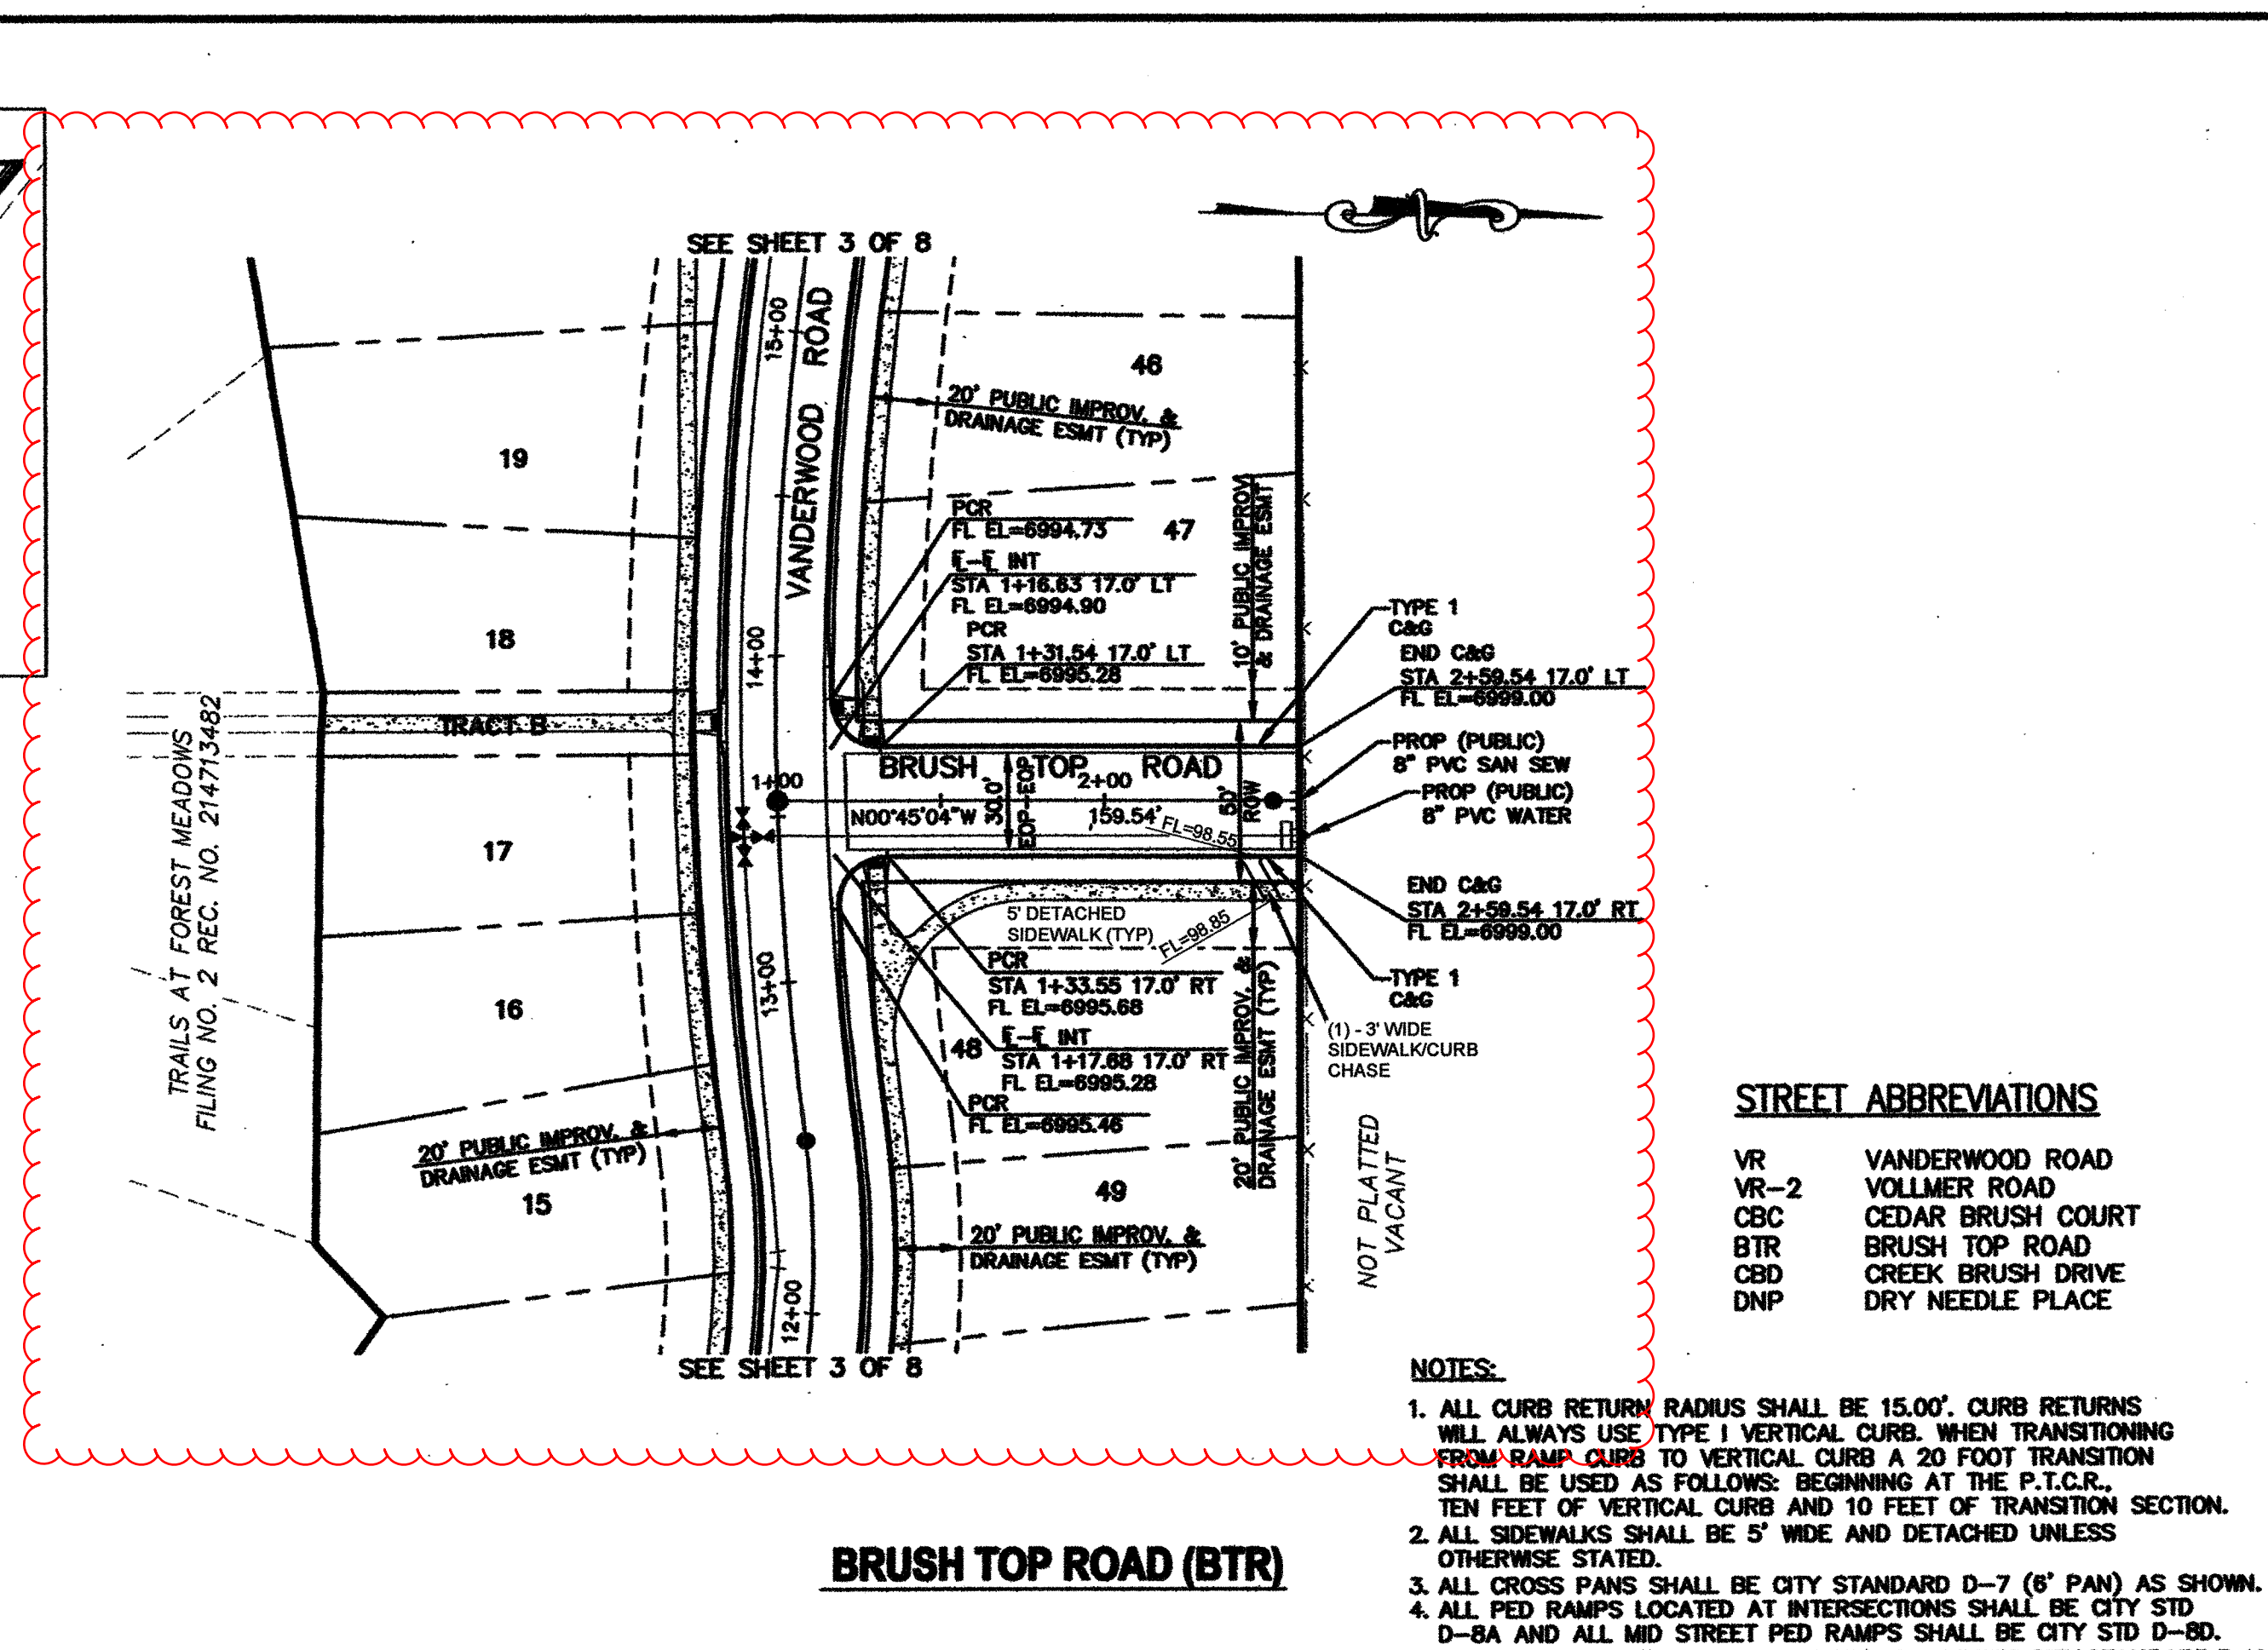 SEE SHEET 3 OF 8
15+00
VANDERWOOD ROAD
46
20' PUBLIC IMPROV. &
DRAINAGE ESMT (TYP)
19
PCR
FL EL=6994.73
47
10' PUBLIC IMPROV.
& DRAINAGE ESMT
FL-FL INT
STA 1+16.63 17.0' LT
FL EL=6994.90
PCR
STA 1+31.54 17.0' LT
FL EL=6995.28
18
14+00
TYPE 1
C&G
END C&G
STA 2+59.54 17.0' LT
FL EL=6999.00
TRACT B
TRAILS AT FOREST MEADOWS
FILING NO. 2 REC. NO. 214713482
PROP (PUBLIC)
8" PVC SAN SEW
PROP (PUBLIC)
8" PVC WATER
BRUSH TOP ROAD
1+00
2+00
N00°45'04"W
30.0'
EOP-EOP
159.54'
50'
ROW
FL=98.55
17
END C&G
STA 2+59.54 17.0' RT
FL EL=6999.00
5' DETACHED
SIDEWALK (TYP)
FL=98.85
PCR
STA 1+33.55 17.0' RT
FL EL=6995.68
TYPE 1
C&G
13+00
16
48
FL-FL INT
STA 1+17.68 17.0' RT
FL EL=6995.28
PCR
FL EL=6995.46
20' PUBLIC IMPROV. &
DRAINAGE ESMT (TYP)
(1) - 3' WIDE
SIDEWALK/CURB
CHASE
NOT PLATTED
VACANT
20' PUBLIC IMPROV. &
DRAINAGE ESMT (TYP)
15
49
20' PUBLIC IMPROV. &
DRAINAGE ESMT (TYP)
12+00
SEE SHEET 3 OF 8
STREET ABBREVIATIONS
VR VANDERWOOD ROAD
VR-2 VOLLMER ROAD
CBC CEDAR BRUSH COURT
BTR BRUSH TOP ROAD
CBD CREEK BRUSH DRIVE
DNP DRY NEEDLE PLACE
NOTES:
1. ALL CURB RETURN RADIUS SHALL BE 15.00'. CURB RETURNS
WILL ALWAYS USE TYPE I VERTICAL CURB. WHEN TRANSITIONING
FROM RAMP CURB TO VERTICAL CURB A 20 FOOT TRANSITION
SHALL BE USED AS FOLLOWS: BEGINNING AT THE P.T.C.R.,
TEN FEET OF VERTICAL CURB AND 10 FEET OF TRANSITION SECTION.
2. ALL SIDEWALKS SHALL BE 5' WIDE AND DETACHED UNLESS
OTHERWISE STATED.
3. ALL CROSS PANS SHALL BE CITY STANDARD D-7 (6' PAN) AS SHOWN.
4. ALL PED RAMPS LOCATED AT INTERSECTIONS SHALL BE CITY STD
D-8A AND ALL MID STREET PED RAMPS SHALL BE CITY STD D-8D.
BRUSH TOP ROAD (BTR)